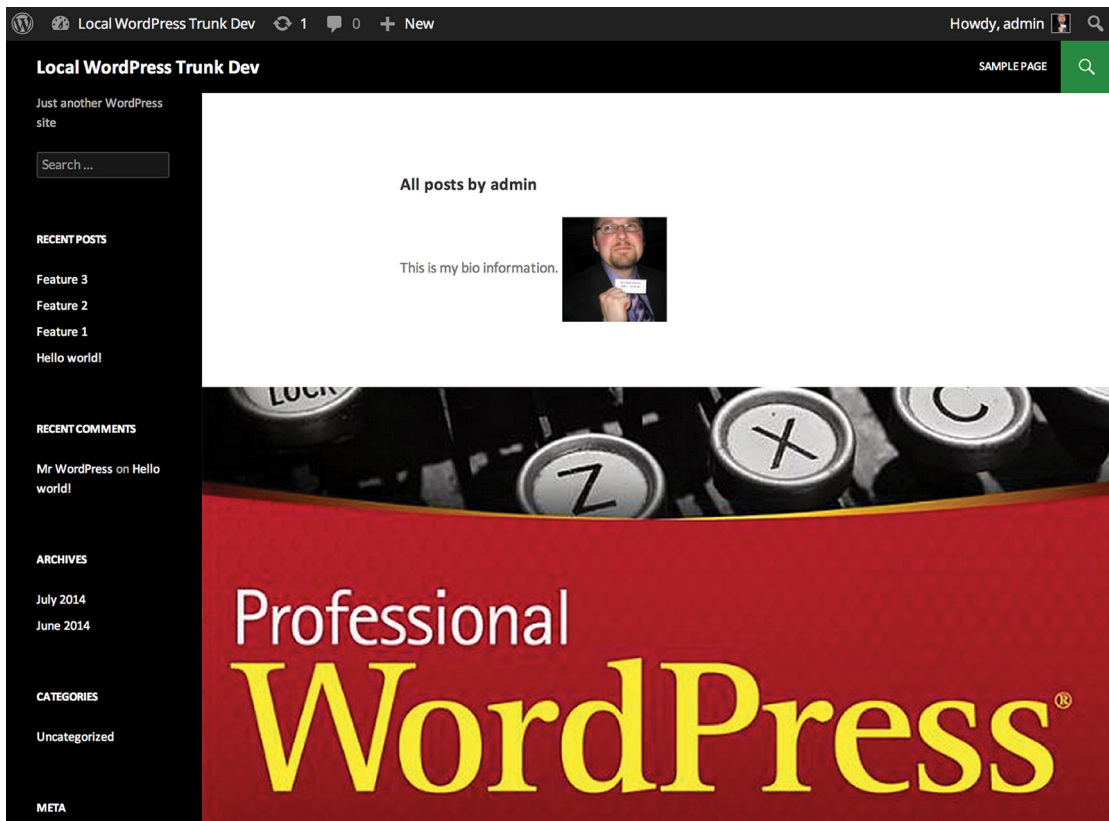 Local WordPress Trunk Dev 1 0 New Howdy, admin
Local WordPress Trunk Dev SAMPLE PAGE
Just another WordPress
site
Search ...
RECENT POSTS
Feature 3
Feature 2
Feature 1
Hello world!
RECENT COMMENTS
Mr WordPress on Hello
world!
ARCHIVES
July 2014
June 2014
CATEGORIES
Uncategorized
META
All posts by admin
This is my bio information.
LOCK
Z X C
Professional
WordPress®